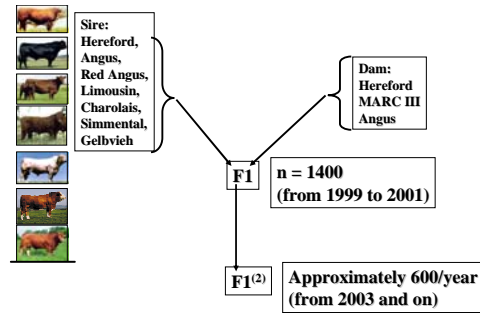 Sire:
Hereford,
Angus,
Red Angus,
Limousin,
Charolais,
Simmental,
Gelbvieh
Dam:
Hereford
MARC III
Angus
F1
n = 1400
(from 1999 to 2001)
F1(2)
Approximately 600/year
(from 2003 and on)